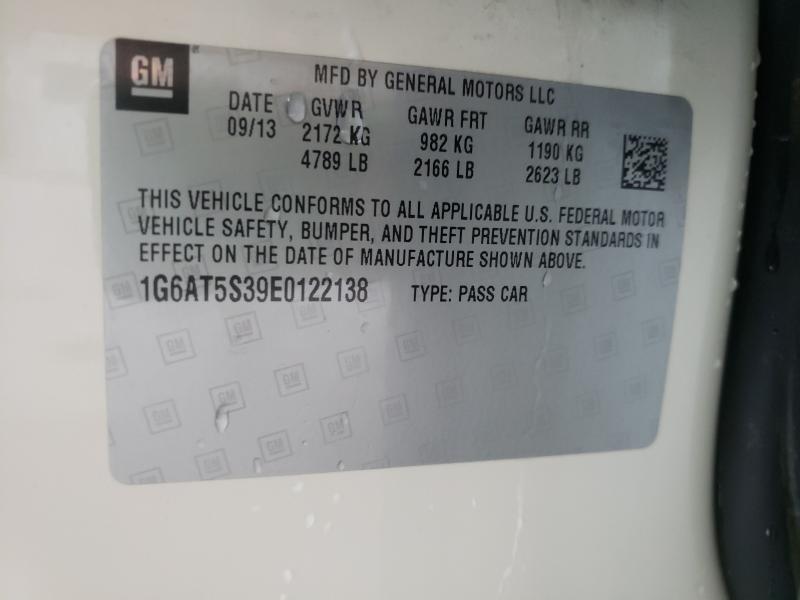 GM
MFD BY GENERAL MOTORS LLC
DATE GVWR GAWR FRT GAWR RR
09/13 2172 KG 982 KG 1190 KG
4789 LB 2166 LB 2623 LB
THIS VEHICLE CONFORMS TO ALL APPLICABLE U.S. FEDERAL MOTOR
VEHICLE SAFETY, BUMPER, AND THEFT PREVENTION STANDARDS IN
EFFECT ON THE DATE OF MANUFACTURE SHOWN ABOVE.
1G6AT5S39E0122138 TYPE: PASS CAR